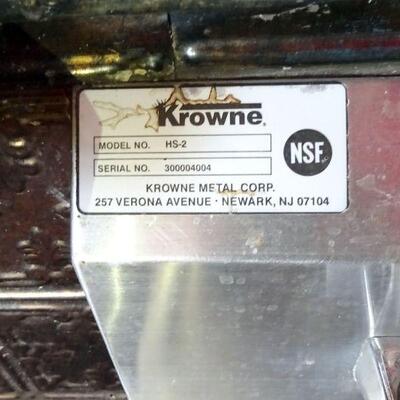 Krowne®
MODEL NO. HS-2
SERIAL NO. 300004004
NSF
KROWNE METAL CORP.
257 VERONA AVENUE · NEWARK, NJ 07104